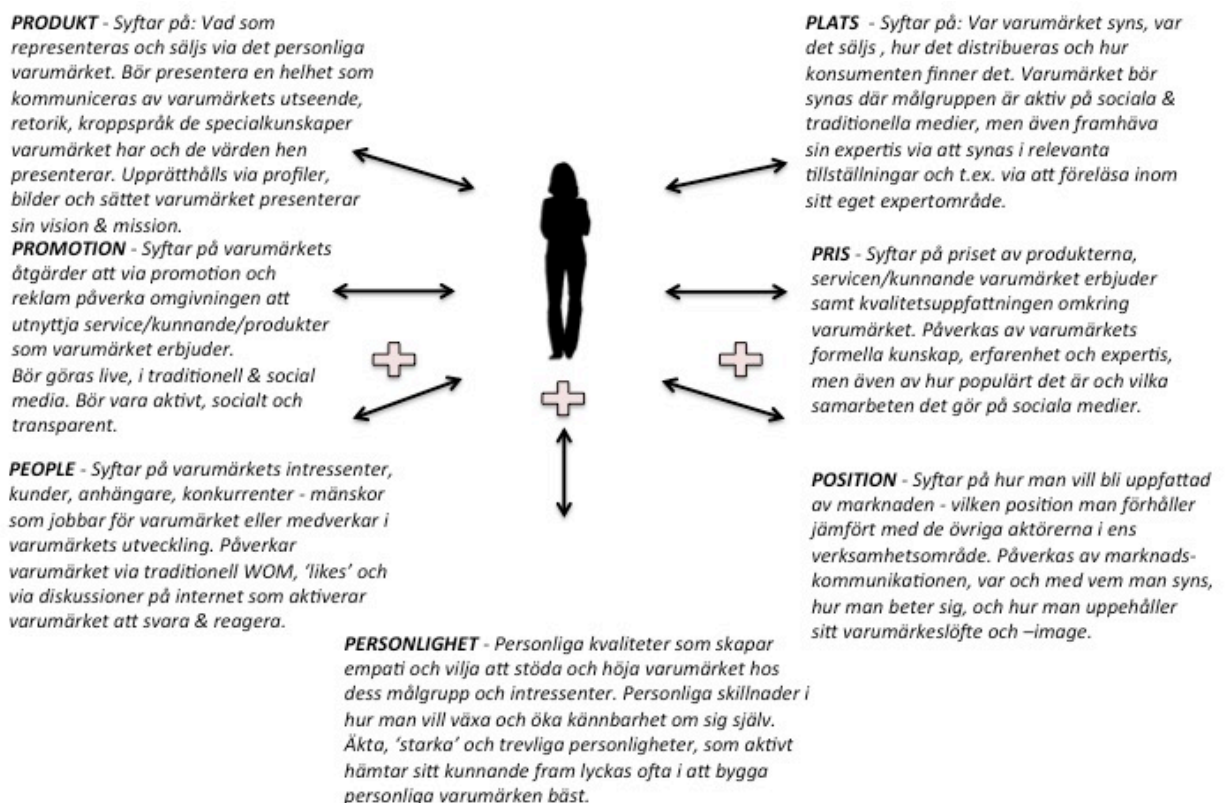 PRODUKT - Syftar på: Vad som
representeras och säljs via det personliga
varumärket. Bör presentera en helhet som
kommuniceras av varumärkets utseende,
retorik, kroppspråk de specialkunskaper
varumärket har och de värden hen
presenterar. Upprätthålls via profiler,
bilder och sättet varumärket presenterar
sin vision & mission.
PROMOTION - Syftar på varumärkets
åtgärder att via promotion och
reklam påverka omgivningen att
utnyttja service/kunnande/produkter
som varumärket erbjuder.
Bör göras live, i traditionell & social
media. Bör vara aktivt, socialt och
transparent.
PEOPLE - Syftar på varumärkets intressenter,
kunder, anhängare, konkurrenter - mänskor
som jobbar för varumärket eller medverkar i
varumärkets utveckling. Påverkar
varumärket via traditionell WOM, ‘likes’ och
via diskussioner på internet som aktiverar
varumärket att svara & reagera.
PLATS - Syftar på: Var varumärket syns, var
det säljs , hur det distribueras och hur
konsumenten finner det. Varumärket bör
synas där målgruppen är aktiv på sociala &
traditionella medier, men även framhäva
sin expertis via att synas i relevanta
tillställningar och t.ex. via att föreläsa inom
sitt eget expertområde.
PRIS - Syftar på priset av produkterna,
servicen/kunnande varumärket erbjuder
samt kvalitetsuppfattningen omkring
varumärket. Påverkas av varumärkets
formella kunskap, erfarenhet och expertis,
men även av hur populärt det är och vilka
samarbeten det gör på sociala medier.
POSITION - Syftar på hur man vill bli uppfattad
av marknaden - vilken position man förhåller
jämfört med de övriga aktörerna i ens
verksamhetsområde. Påverkas av marknads-
kommunikationen, var och med vem man syns,
hur man beter sig, och hur man uppehåller
sitt varumärkeslöfte och –image.
PERSONLIGHET - Personliga kvaliteter som skapar
empati och vilja att stöda och höja varumärket hos
dess målgrupp och intressenter. Personliga skillnader i
hur man vill växa och öka kännbarhet om sig själv.
Äkta, ‘starka’ och trevliga personligheter, som aktivt
hämtar sitt kunnande fram lyckas ofta i att bygga
personliga varumärken bäst.